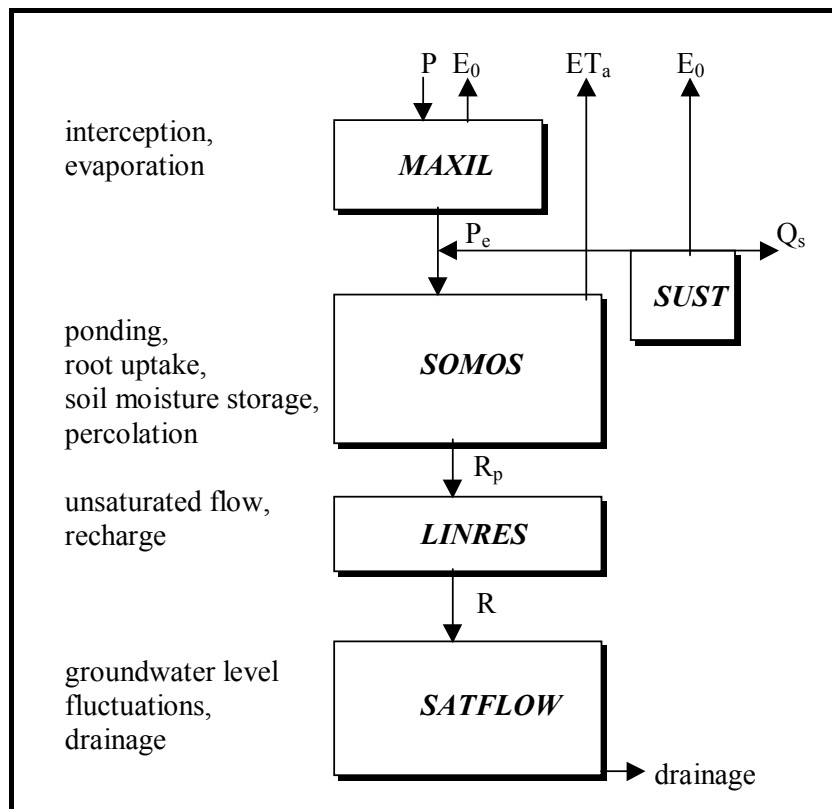 P E₀ ETₐ E₀
interception,
evaporation
MAXIL
Pₑ Qₛ
SUST
ponding,
root uptake,
soil moisture storage,
percolation
SOMOS
Rₚ
unsaturated flow,
recharge
LINRES
R
groundwater level
fluctuations,
drainage
SATFLOW
drainage